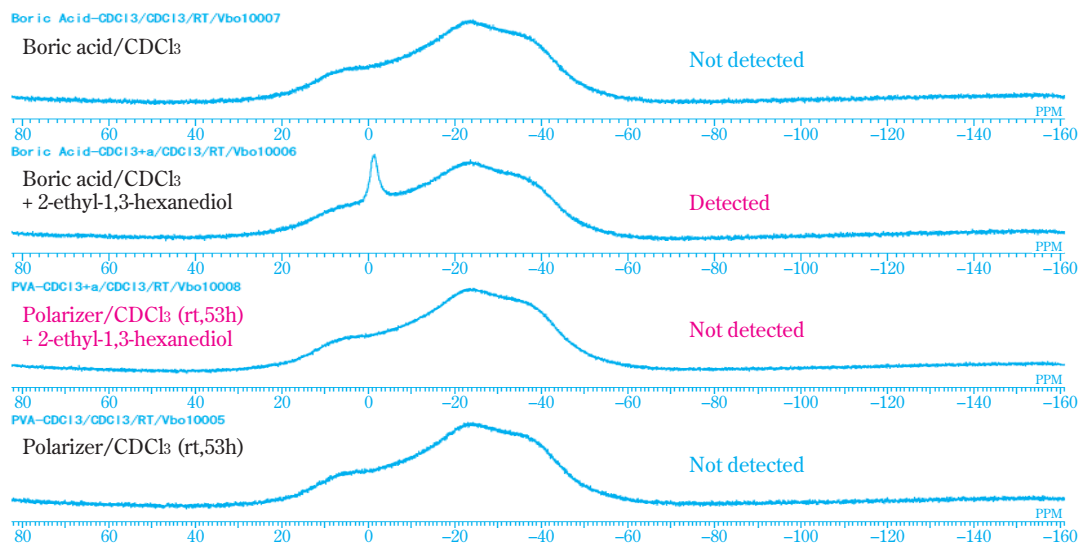 Boric Acid-CDCl3/CDCl3/RT/Vbo10007
Boric acid/CDCl₃
Not detected
PPM
80 60 40 20 0 −20 −40 −60 −80 −100 −120 −140 −160
Boric Acid-CDCl3+a/CDCl3/RT/Vbo10006
Boric acid/CDCl₃
+ 2-ethyl-1,3-hexanediol
Detected
PPM
80 60 40 20 0 −20 −40 −60 −80 −100 −120 −140 −160
PVA-CDCl3+a/CDCl3/RT/Vbo10008
Polarizer/CDCl₃ (rt,53h)
+ 2-ethyl-1,3-hexanediol
Not detected
PPM
80 60 40 20 0 −20 −40 −60 −80 −100 −120 −140 −160
PVA-CDCl3/CDCl3/RT/Vbo10005
Polarizer/CDCl₃ (rt,53h)
Not detected
PPM
80 60 40 20 0 −20 −40 −60 −80 −100 −120 −140 −160